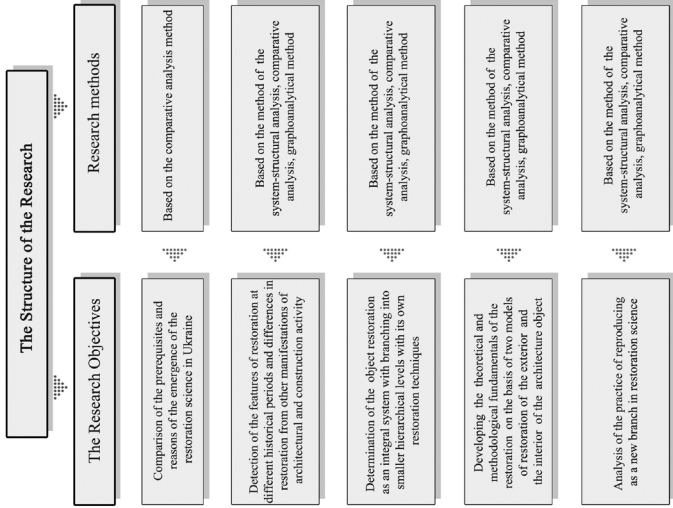 The Structure of the Research
The Research Objectives
Research methods
Comparison of the prerequisites and
reasons of the emergence of the
restoration science in Ukraine
Based on the comparative analysis method
Detection of the features of restoration at
different historical periods and differences in
restoration from other manifestations of
architectural and construction activity
Based on the method of the
system-structural analysis, comparative
analysis, graphoanalytical method
Determination of the object restoration
as an integral system with branching into
smaller hierarchical levels with its own
restoration techniques
Based on the method of the
system-structural analysis, comparative
analysis, graphoanalytical method
Developing the theoretical and
methodological fundamentals of the
restoration on the basis of two models
of restoration of the exterior and
the interior of the architecture object
Based on the method of the
system-structural analysis, comparative
analysis, graphoanalytical method
Analysis of the practice of reproducing
as a new branch in restoration science
Based on the method of the
system-structural analysis, comparative
analysis, graphoanalytical method